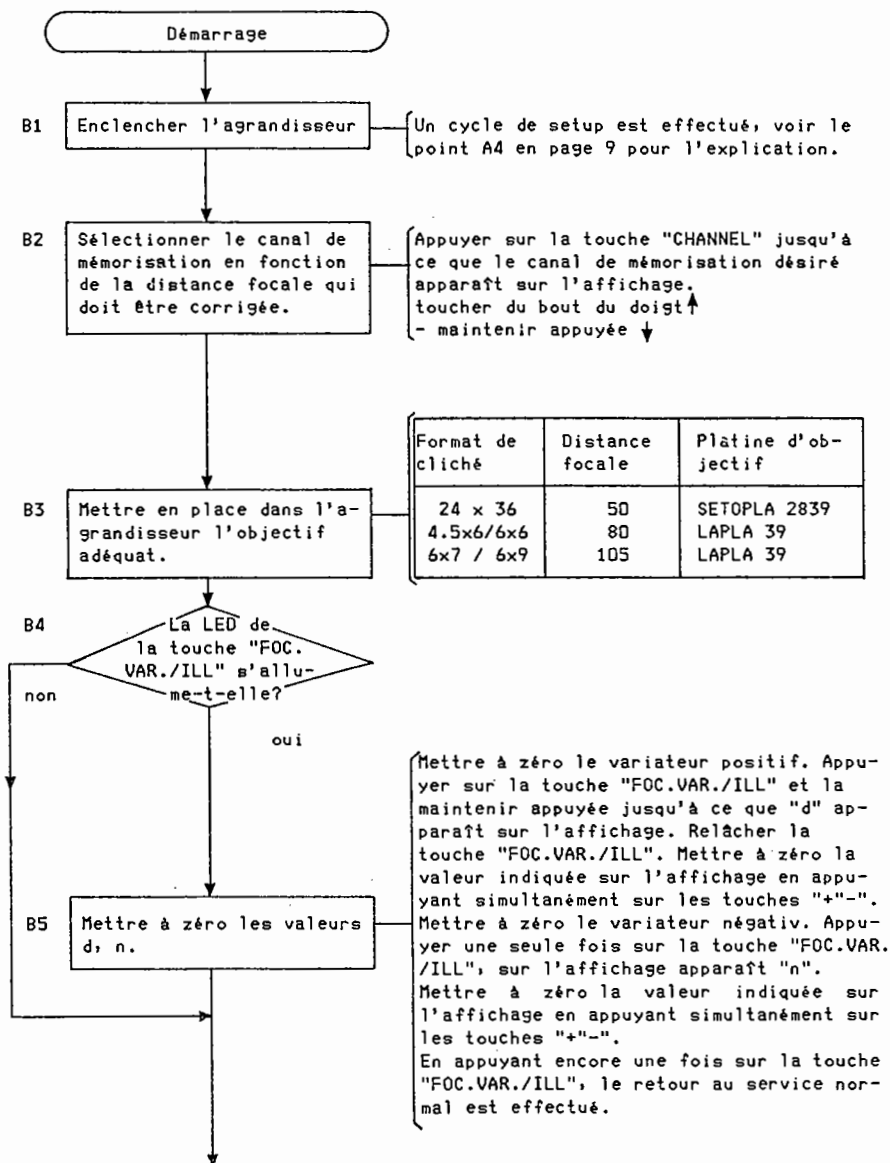 Démarrage
B1
Enclencher l'agrandisseur
Un cycle de setup est effectué, voir le
point A4 en page 9 pour l'explication.
B2
Sélectionner le canal de
mémorisation en fonction
de la distance focale qui
doit être corrigée.
Appuyer sur la touche "CHANNEL" jusqu'à
ce que le canal de mémorisation désiré
apparaît sur l'affichage.
toucher du bout du doigt ↑
- maintenir appuyée ↓
B3
Mettre en place dans l'a-
grandisseur l'objectif
adéquat.
Format de Distance Platine d'ob-
cliché focale jectif
24 x 36 50 SETOPLA 2839
4.5x6/6x6 80 LAPLA 39
6x7 / 6x9 105 LAPLA 39
B4
La LED de
la touche "FOC.
VAR./ILL" s'allu-
me-t-elle?
non
oui
B5
Mettre à zéro les valeurs
d, n.
Mettre à zéro le variateur positif. Appu-
yer sur la touche "FOC.VAR./ILL" et la
maintenir appuyée jusqu'à ce que "d" ap-
paraît sur l'affichage. Relâcher la
touche "FOC.VAR./ILL". Mettre à zéro la
valeur indiquée sur l'affichage en appu-
yant simultanément sur les touches "+"-".
Mettre à zéro le variateur négativ. Appu-
yer une seule fois sur la touche "FOC.VAR.
/ILL", sur l'affichage apparaît "n".
Mettre à zéro la valeur indiquée sur
l'affichage en appuyant simultanément sur
les touches "+"-".
En appuyant encore une fois sur la touche
"FOC.VAR./ILL", le retour au service nor-
mal est effectué.